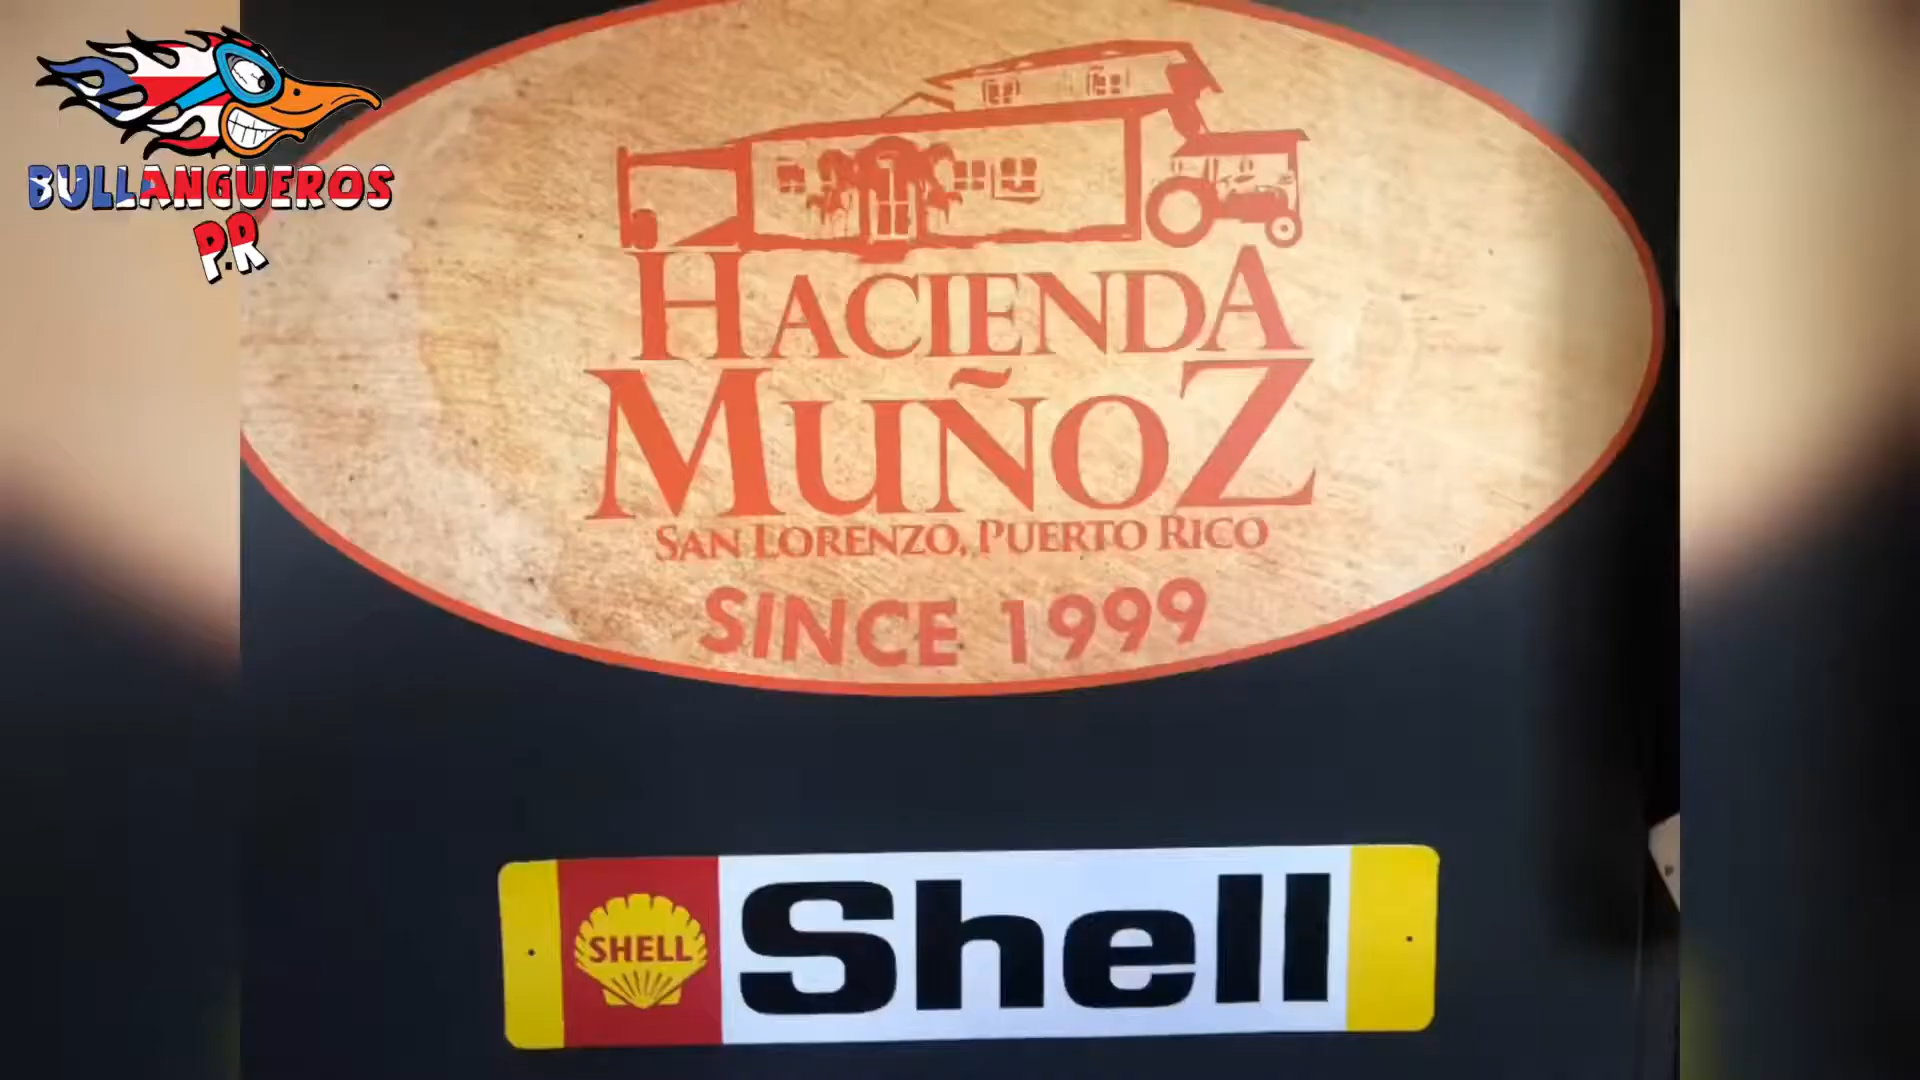 BULLANGUEROS
P.R
HACIENDA
MUÑOZ
SAN LORENZO, PUERTO RICO
SINCE 1999
SHELL
Shell